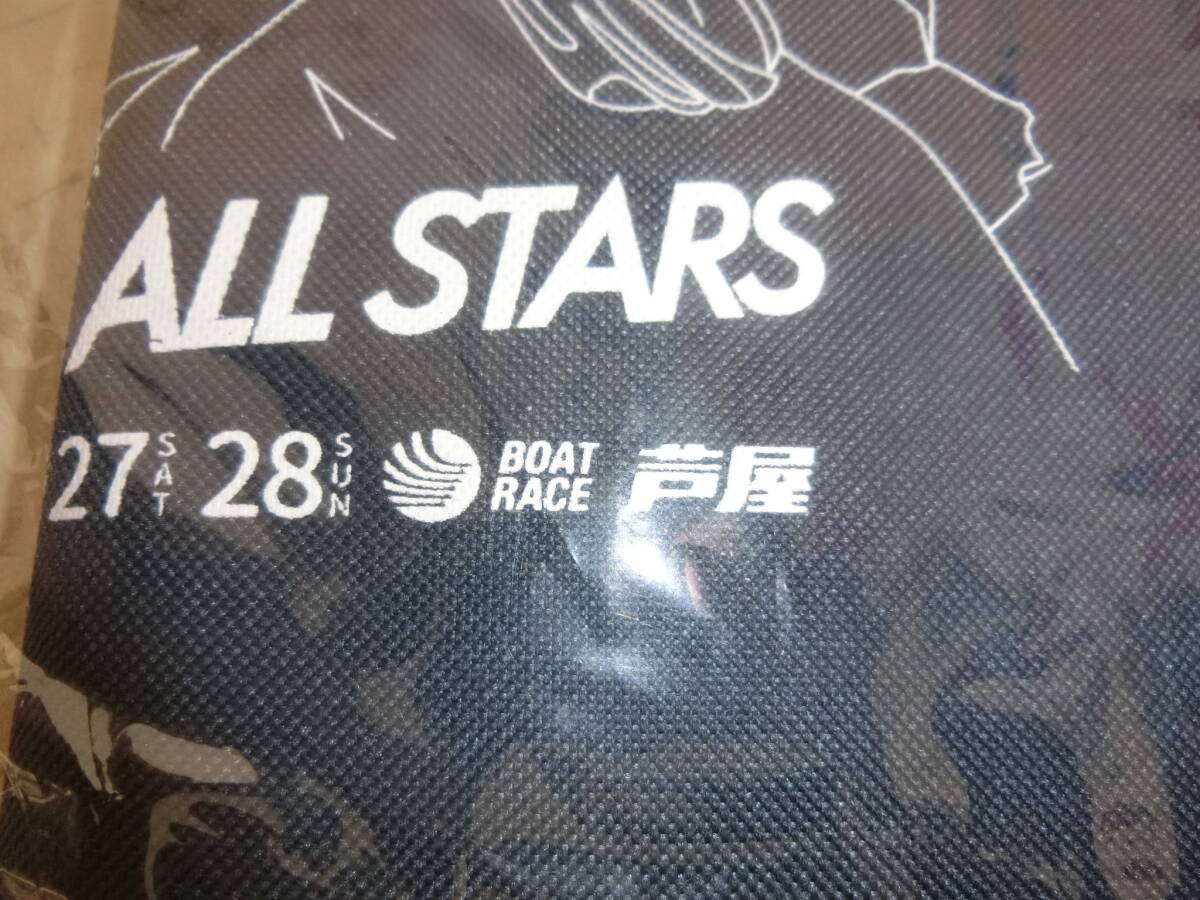 ALL STARS
27 SAT 28 SUN BOAT RACE 芦屋